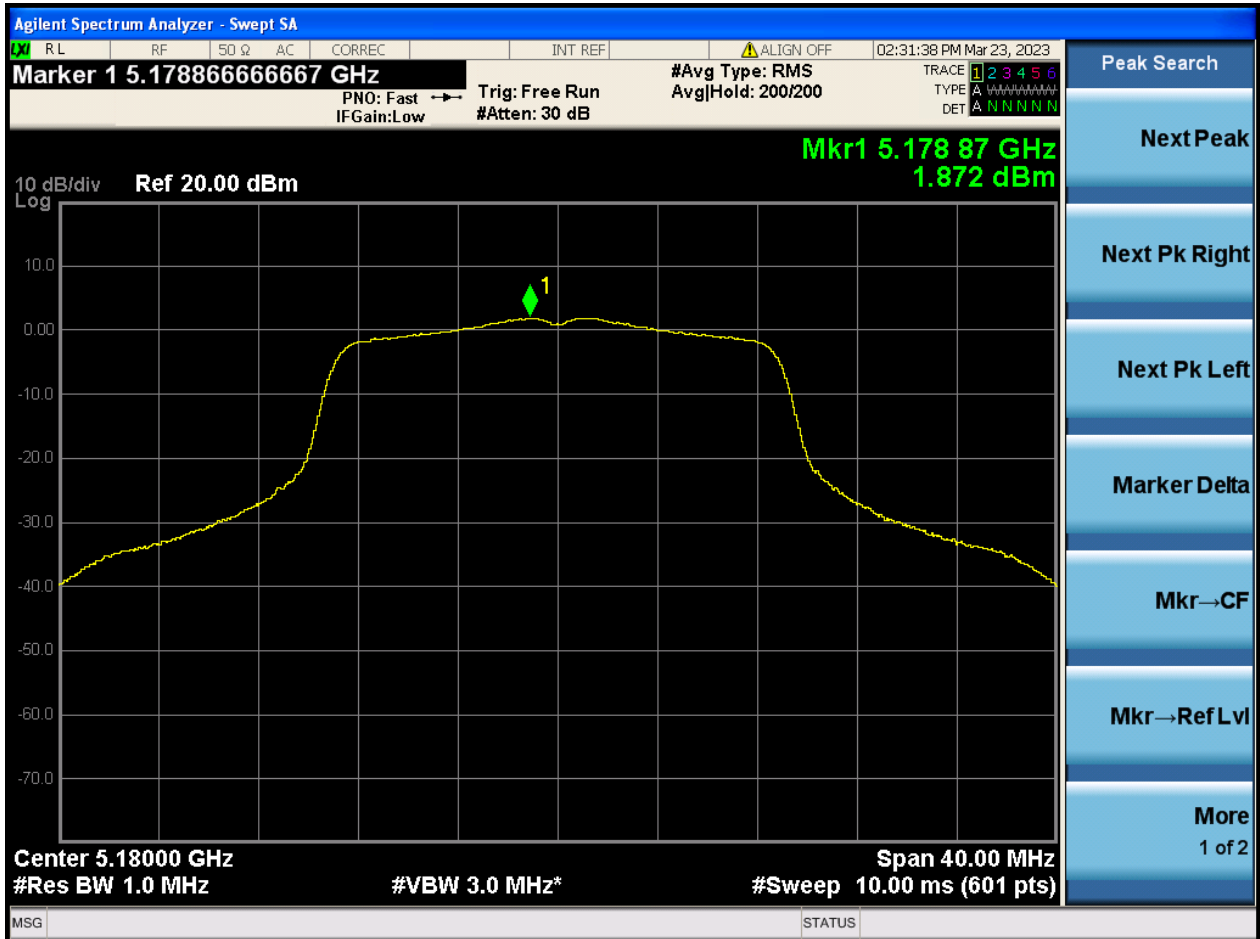 Agilent Spectrum Analyzer - Swept SA
LXI RL RF 50 Ω AC CORREC INT REF ALIGN OFF 02:31:38 PM Mar 23, 2023
Marker 1 5.178866666667 GHz
PNO: Fast
IFGain:Low
Trig: Free Run
#Atten: 30 dB
#Avg Type: RMS
Avg|Hold: 200/200
TRACE 1 2 3 4 5 6
TYPE A WWWWWW
DET A N N N N N
Mkr1 5.178 87 GHz
1.872 dBm
10 dB/div Ref 20.00 dBm
Log
10.0
0.00
-10.0
-20.0
-30.0
-40.0
-50.0
-60.0
-70.0
1
Center 5.18000 GHz Span 40.00 MHz
#Res BW 1.0 MHz #VBW 3.0 MHz* #Sweep 10.00 ms (601 pts)
MSG STATUS
Peak Search
Next Peak
Next Pk Right
Next Pk Left
Marker Delta
Mkr→CF
Mkr→Ref Lvl
More
1 of 2